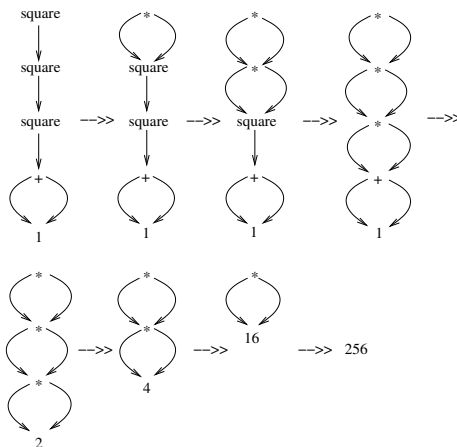 square * * *
square square * *
square -->> square -->> square -->> * -->>
+ + + +
1 1 1 1
* * *
* * 16
-->> -->> -->> 256
* 4
2